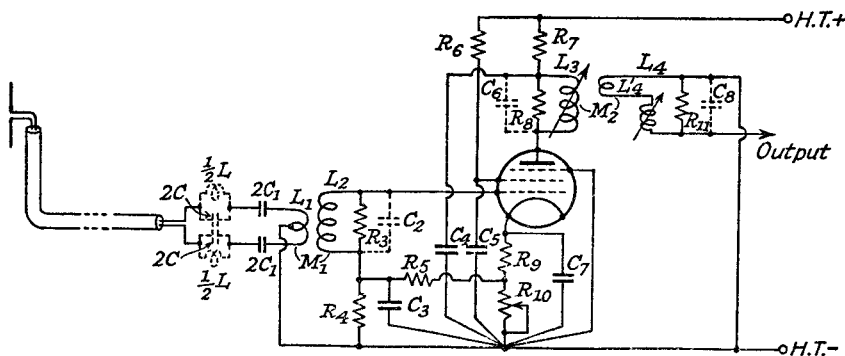 H.T.+
R6
R7
L3
L4
C6
R8
M2
L'4
R11
C8
Output
½L
2C
2C1
L1
L2
2C
½L
2C1
M1
R3
C2
C4
C5
R5
R9
C7
R4
C3
R10
H.T.-